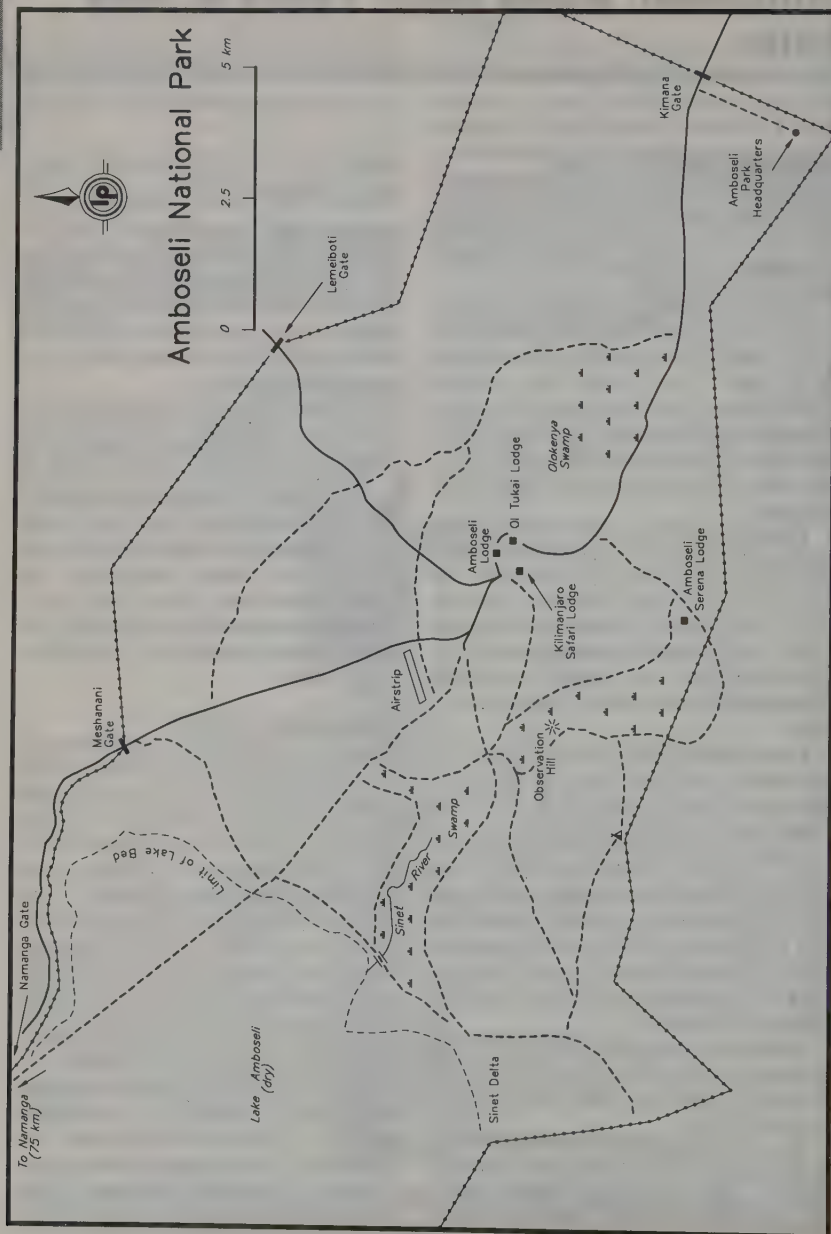 Amboseli National Park
0
2.5
5 km
lp
To Namanga
(75 km)
Namanga Gate
Meshanani
Gate
Lemeiboti
Gate
Limit of Lake Bed
Lake Amboseli
(dry)
Airstrip
Sinet
River
Swamp
Sinet Delta
Observation
Hill
Amboseli
Lodge
Ol Tukai Lodge
Kilimanjaro
Safari Lodge
Olokenya
Swamp
Amboseli
Serena Lodge
Kimana
Gate
Amboseli
Park
Headquarters